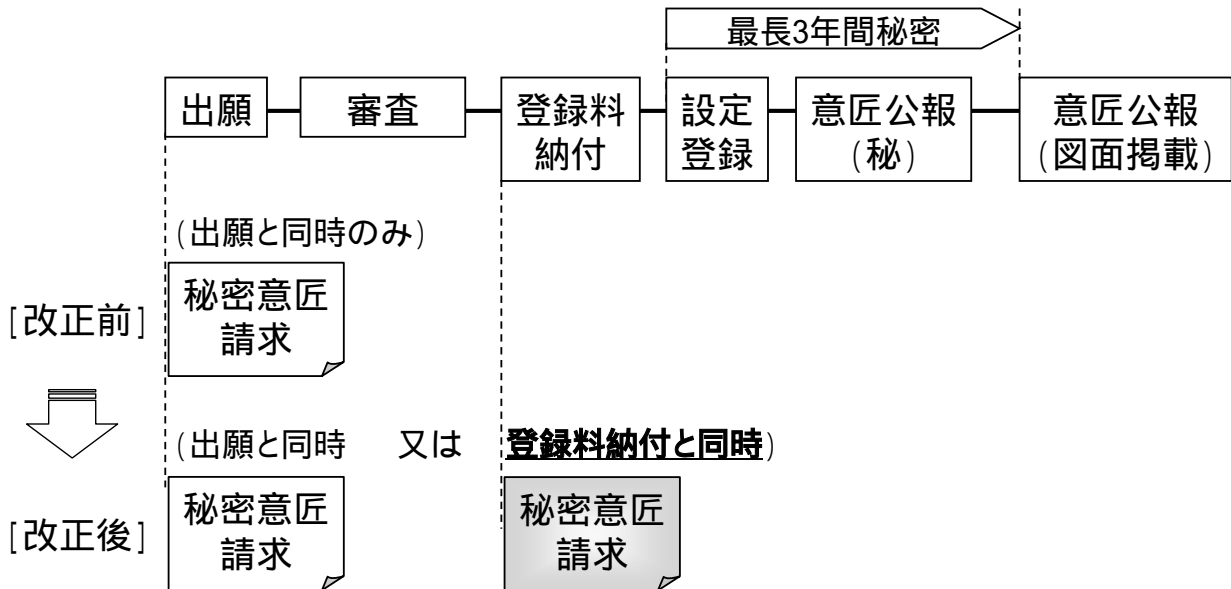 最長3年間秘密
出願
審査
登録料
納付
設定
登録
意匠公報
(秘)
意匠公報
(図面掲載)
(出願と同時のみ)
[改正前]
秘密意匠
請求
(出願と同時 又は 登録料納付と同時)
[改正後]
秘密意匠
請求
秘密意匠
請求